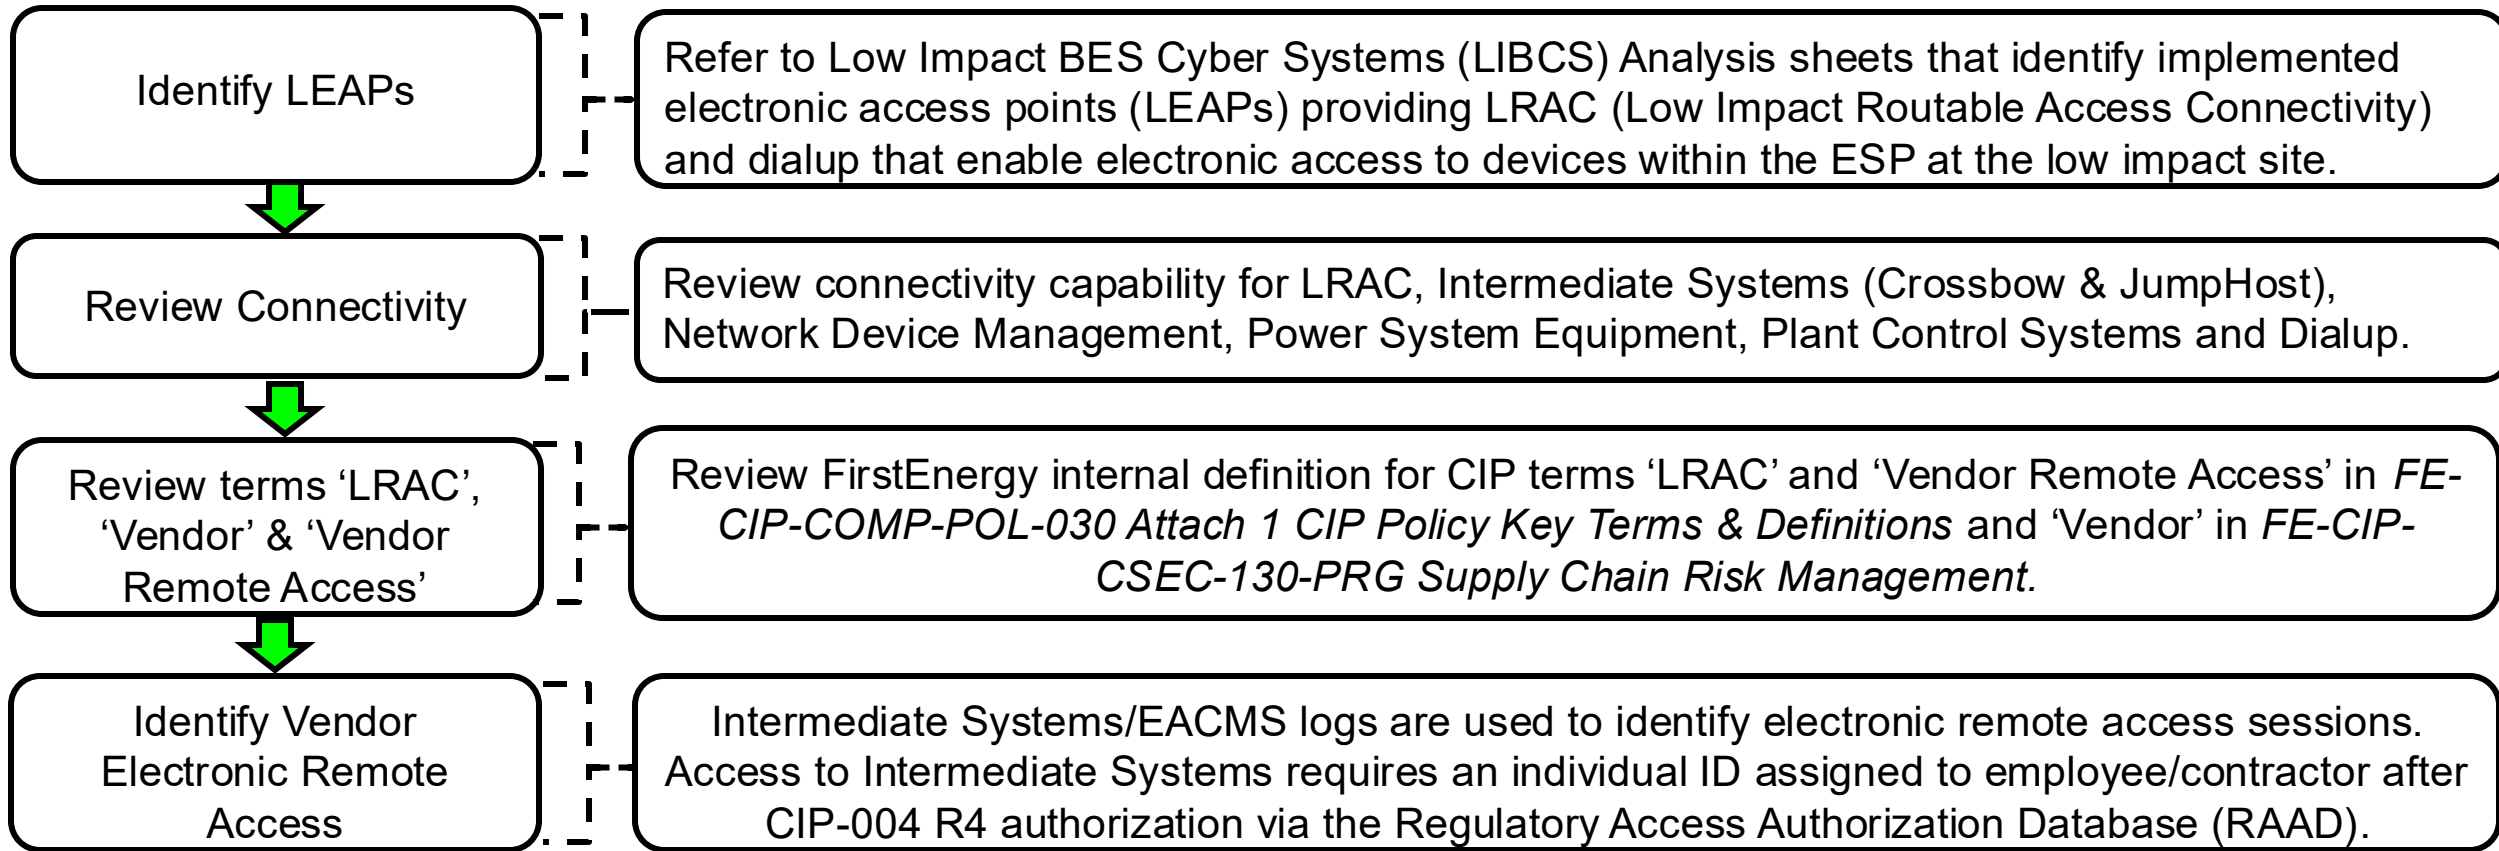 Identify LEAPs
Refer to Low Impact BES Cyber Systems (LIBCS) Analysis sheets that identify implemented
electronic access points (LEAPs) providing LRAC (Low Impact Routable Access Connectivity)
and dialup that enable electronic access to devices within the ESP at the low impact site.
Review Connectivity
Review connectivity capability for LRAC, Intermediate Systems (Crossbow & JumpHost),
Network Device Management, Power System Equipment, Plant Control Systems and Dialup.
Review terms ‘LRAC’,
‘Vendor’ & ‘Vendor
Remote Access’
Review FirstEnergy internal definition for CIP terms ‘LRAC’ and ‘Vendor Remote Access’ in FE-
CIP-COMP-POL-030 Attach 1 CIP Policy Key Terms & Definitions and ‘Vendor’ in FE-CIP-
CSEC-130-PRG Supply Chain Risk Management.
Identify Vendor
Electronic Remote
Access
Intermediate Systems/EACMS logs are used to identify electronic remote access sessions.
Access to Intermediate Systems requires an individual ID assigned to employee/contractor after
CIP-004 R4 authorization via the Regulatory Access Authorization Database (RAAD).